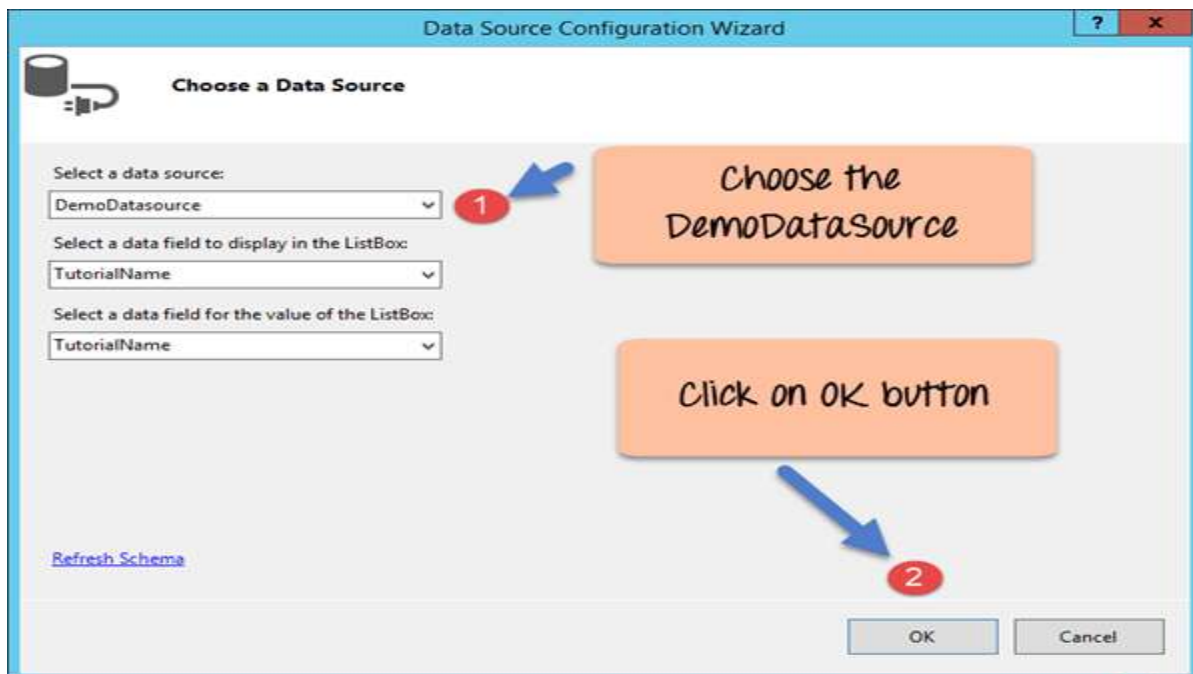 Data Source Configuration Wizard
? x
Choose a Data Source
Select a data source:
DemoDatasource
1
Choose the
DemoDataSource
Select a data field to display in the ListBox:
TutorialName
Select a data field for the value of the ListBox:
TutorialName
Click on OK button
Refresh Schema
2
OK
Cancel